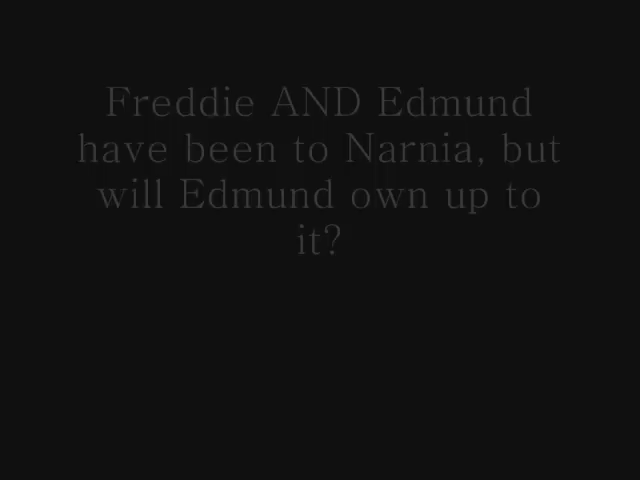 Freddie AND Edmund
have been to Narnia, but
will Edmund own up to
it?